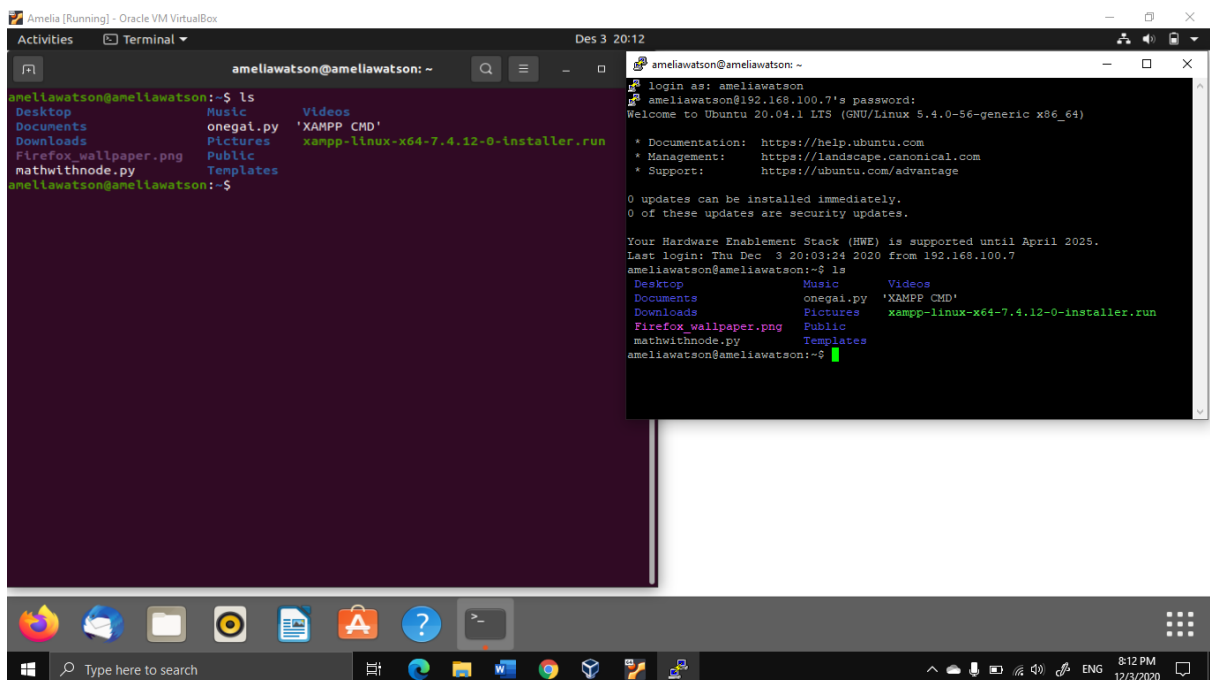 Amelia [Running] - Oracle VM VirtualBox
Activities Terminal Des 3 20:12
ameliawatson@ameliawatson: ~
ameliawatson@ameliawatson:~$ ls
Desktop Music Videos
Documents onegai.py 'XAMPP CMD'
Downloads Pictures xampp-linux-x64-7.4.12-0-installer.run
Firefox_wallpaper.png Public
mathwithnode.py Templates
ameliawatson@ameliawatson:~$
ameliawatson@ameliawatson: ~
login as: ameliawatson
ameliawatson@192.168.100.7's password:
Welcome to Ubuntu 20.04.1 LTS (GNU/Linux 5.4.0-56-generic x86_64)
* Documentation: https://help.ubuntu.com
* Management: https://landscape.canonical.com
* Support: https://ubuntu.com/advantage
0 updates can be installed immediately.
0 of these updates are security updates.
Your Hardware Enablement Stack (HWE) is supported until April 2025.
Last login: Thu Dec 3 20:03:24 2020 from 192.168.100.7
ameliawatson@ameliawatson:~$ ls
Desktop Music Videos
Documents onegai.py 'XAMPP CMD'
Downloads Pictures xampp-linux-x64-7.4.12-0-installer.run
Firefox_wallpaper.png Public
mathwithnode.py Templates
ameliawatson@ameliawatson:~$
Type here to search
ENG
8:12 PM
12/3/2020